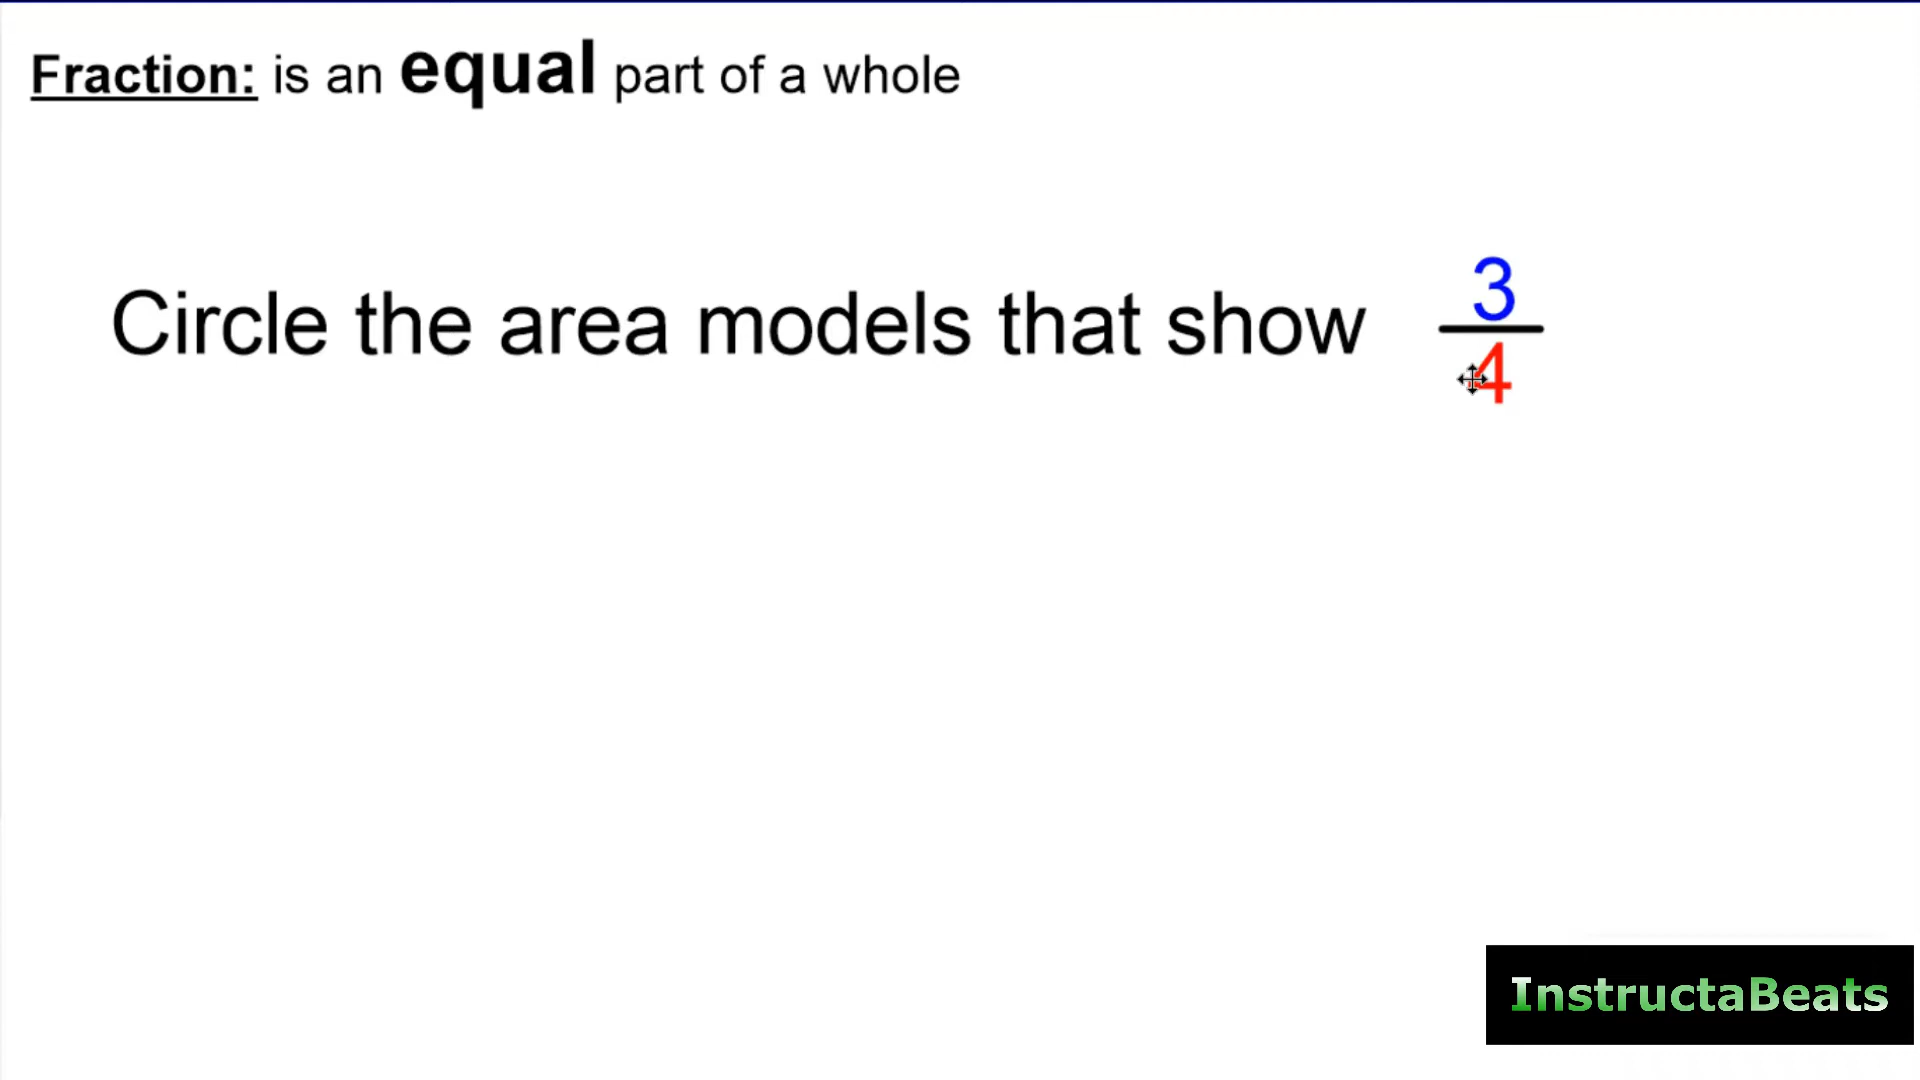 Fraction: is an equal part of a whole
Circle the area models that show 3/4
InstructaBeats